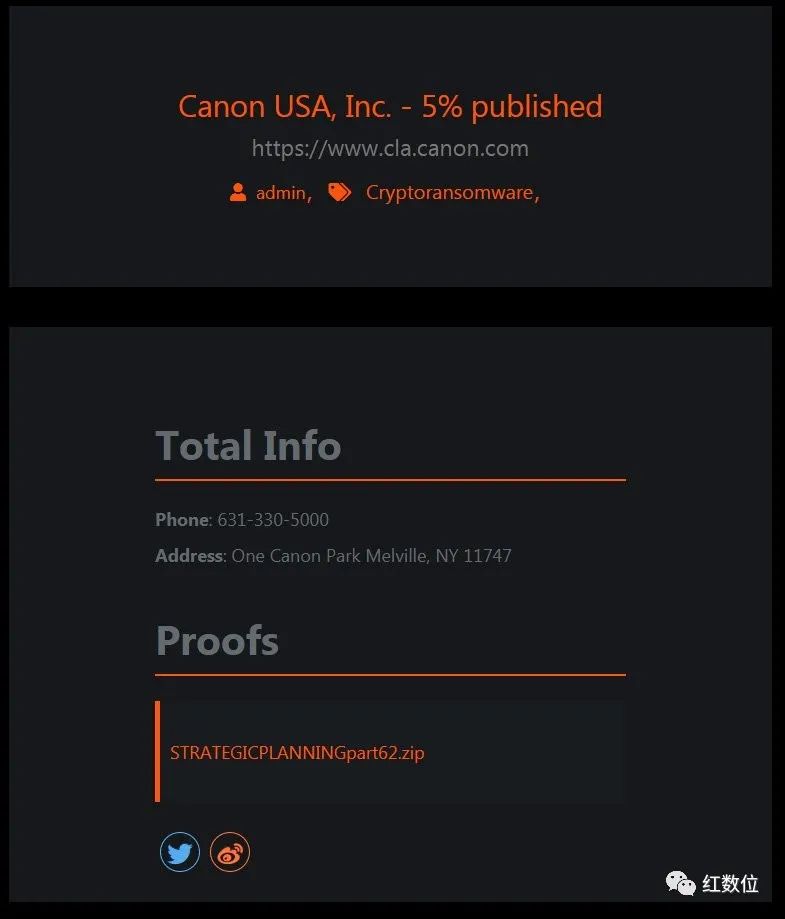 Canon USA, Inc. - 5% published
https://www.cla.canon.com
admin, Cryptoransomware,
Total Info
Phone: 631-330-5000
Address: One Canon Park Melville, NY 11747
Proofs
STRATEGICPLANNINGpart62.zip
红数位